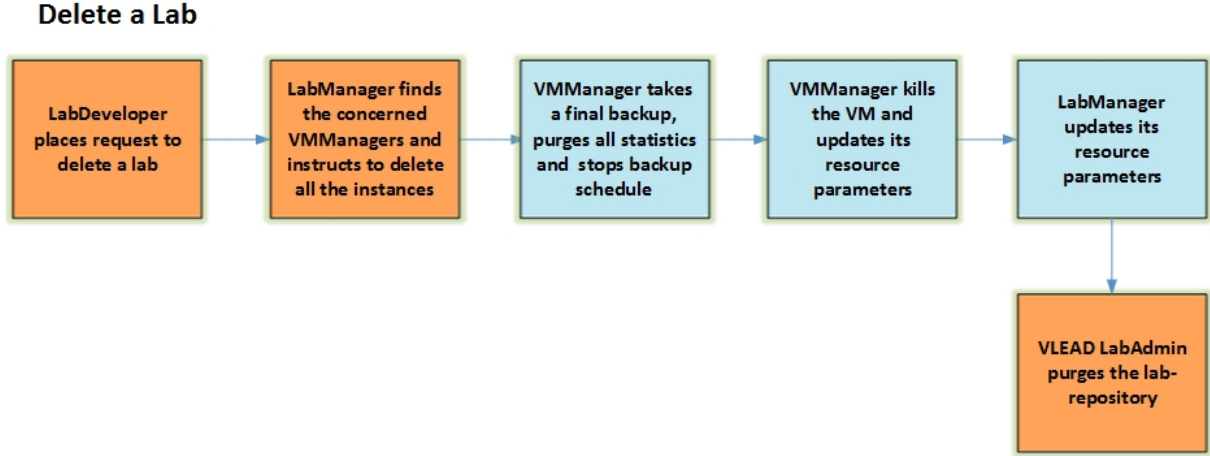 Delete a Lab
LabDeveloper
places request to
delete a lab
LabManager finds
the concerned
VMManagers and
instructs to delete
all the instances
VMManager takes
a final backup,
purges all statistics
and stops backup
schedule
VMManager kills
the VM and
updates its
resource
parameters
LabManager
updates its
resource
parameters
VLEAD LabAdmin
purges the lab-
repository